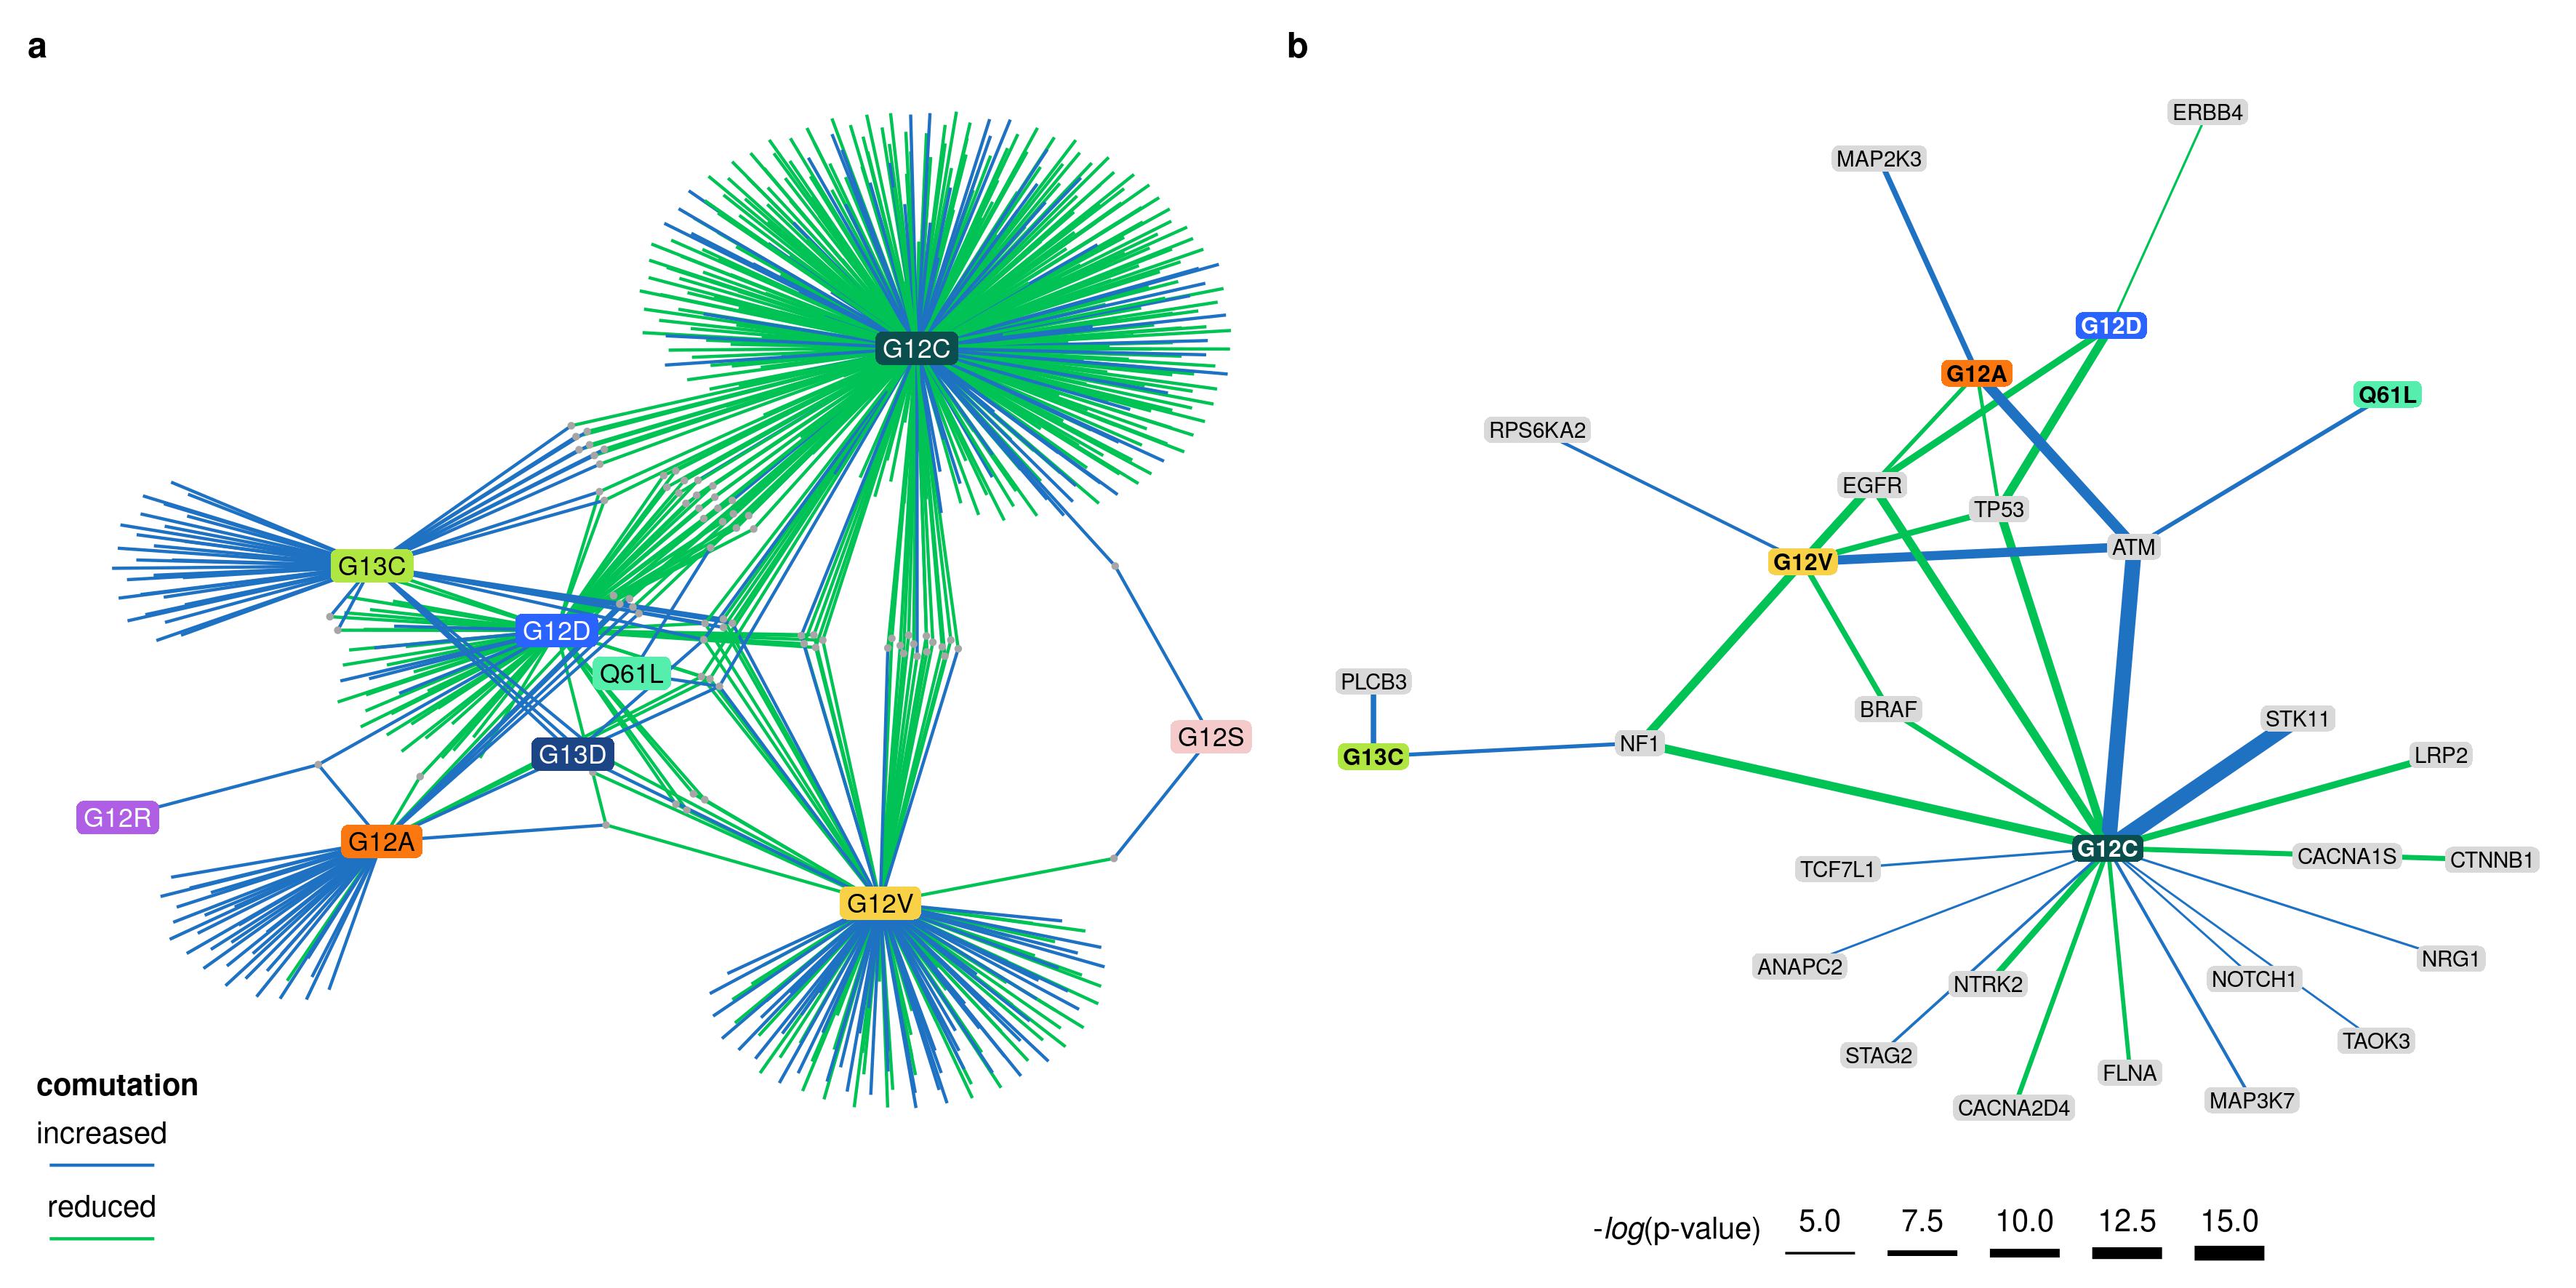 a
G12C
G13C
G12D
Q61L
G12S
G13D
G12R
G12A
G12V
comutation
increased
reduced
b
ERBB4
MAP2K3
G12D
G12A
Q61L
RPS6KA2
EGFR
TP53
ATM
G12V
PLCB3
BRAF
STK11
NF1
G13C
LRP2
G12C
CACNA1S
CTNNB1
TCF7L1
NRG1
ANAPC2
NOTCH1
NTRK2
TAOK3
STAG2
FLNA
MAP3K7
CACNA2D4
-log(p-value) 5.0 7.5 10.0 12.5 15.0